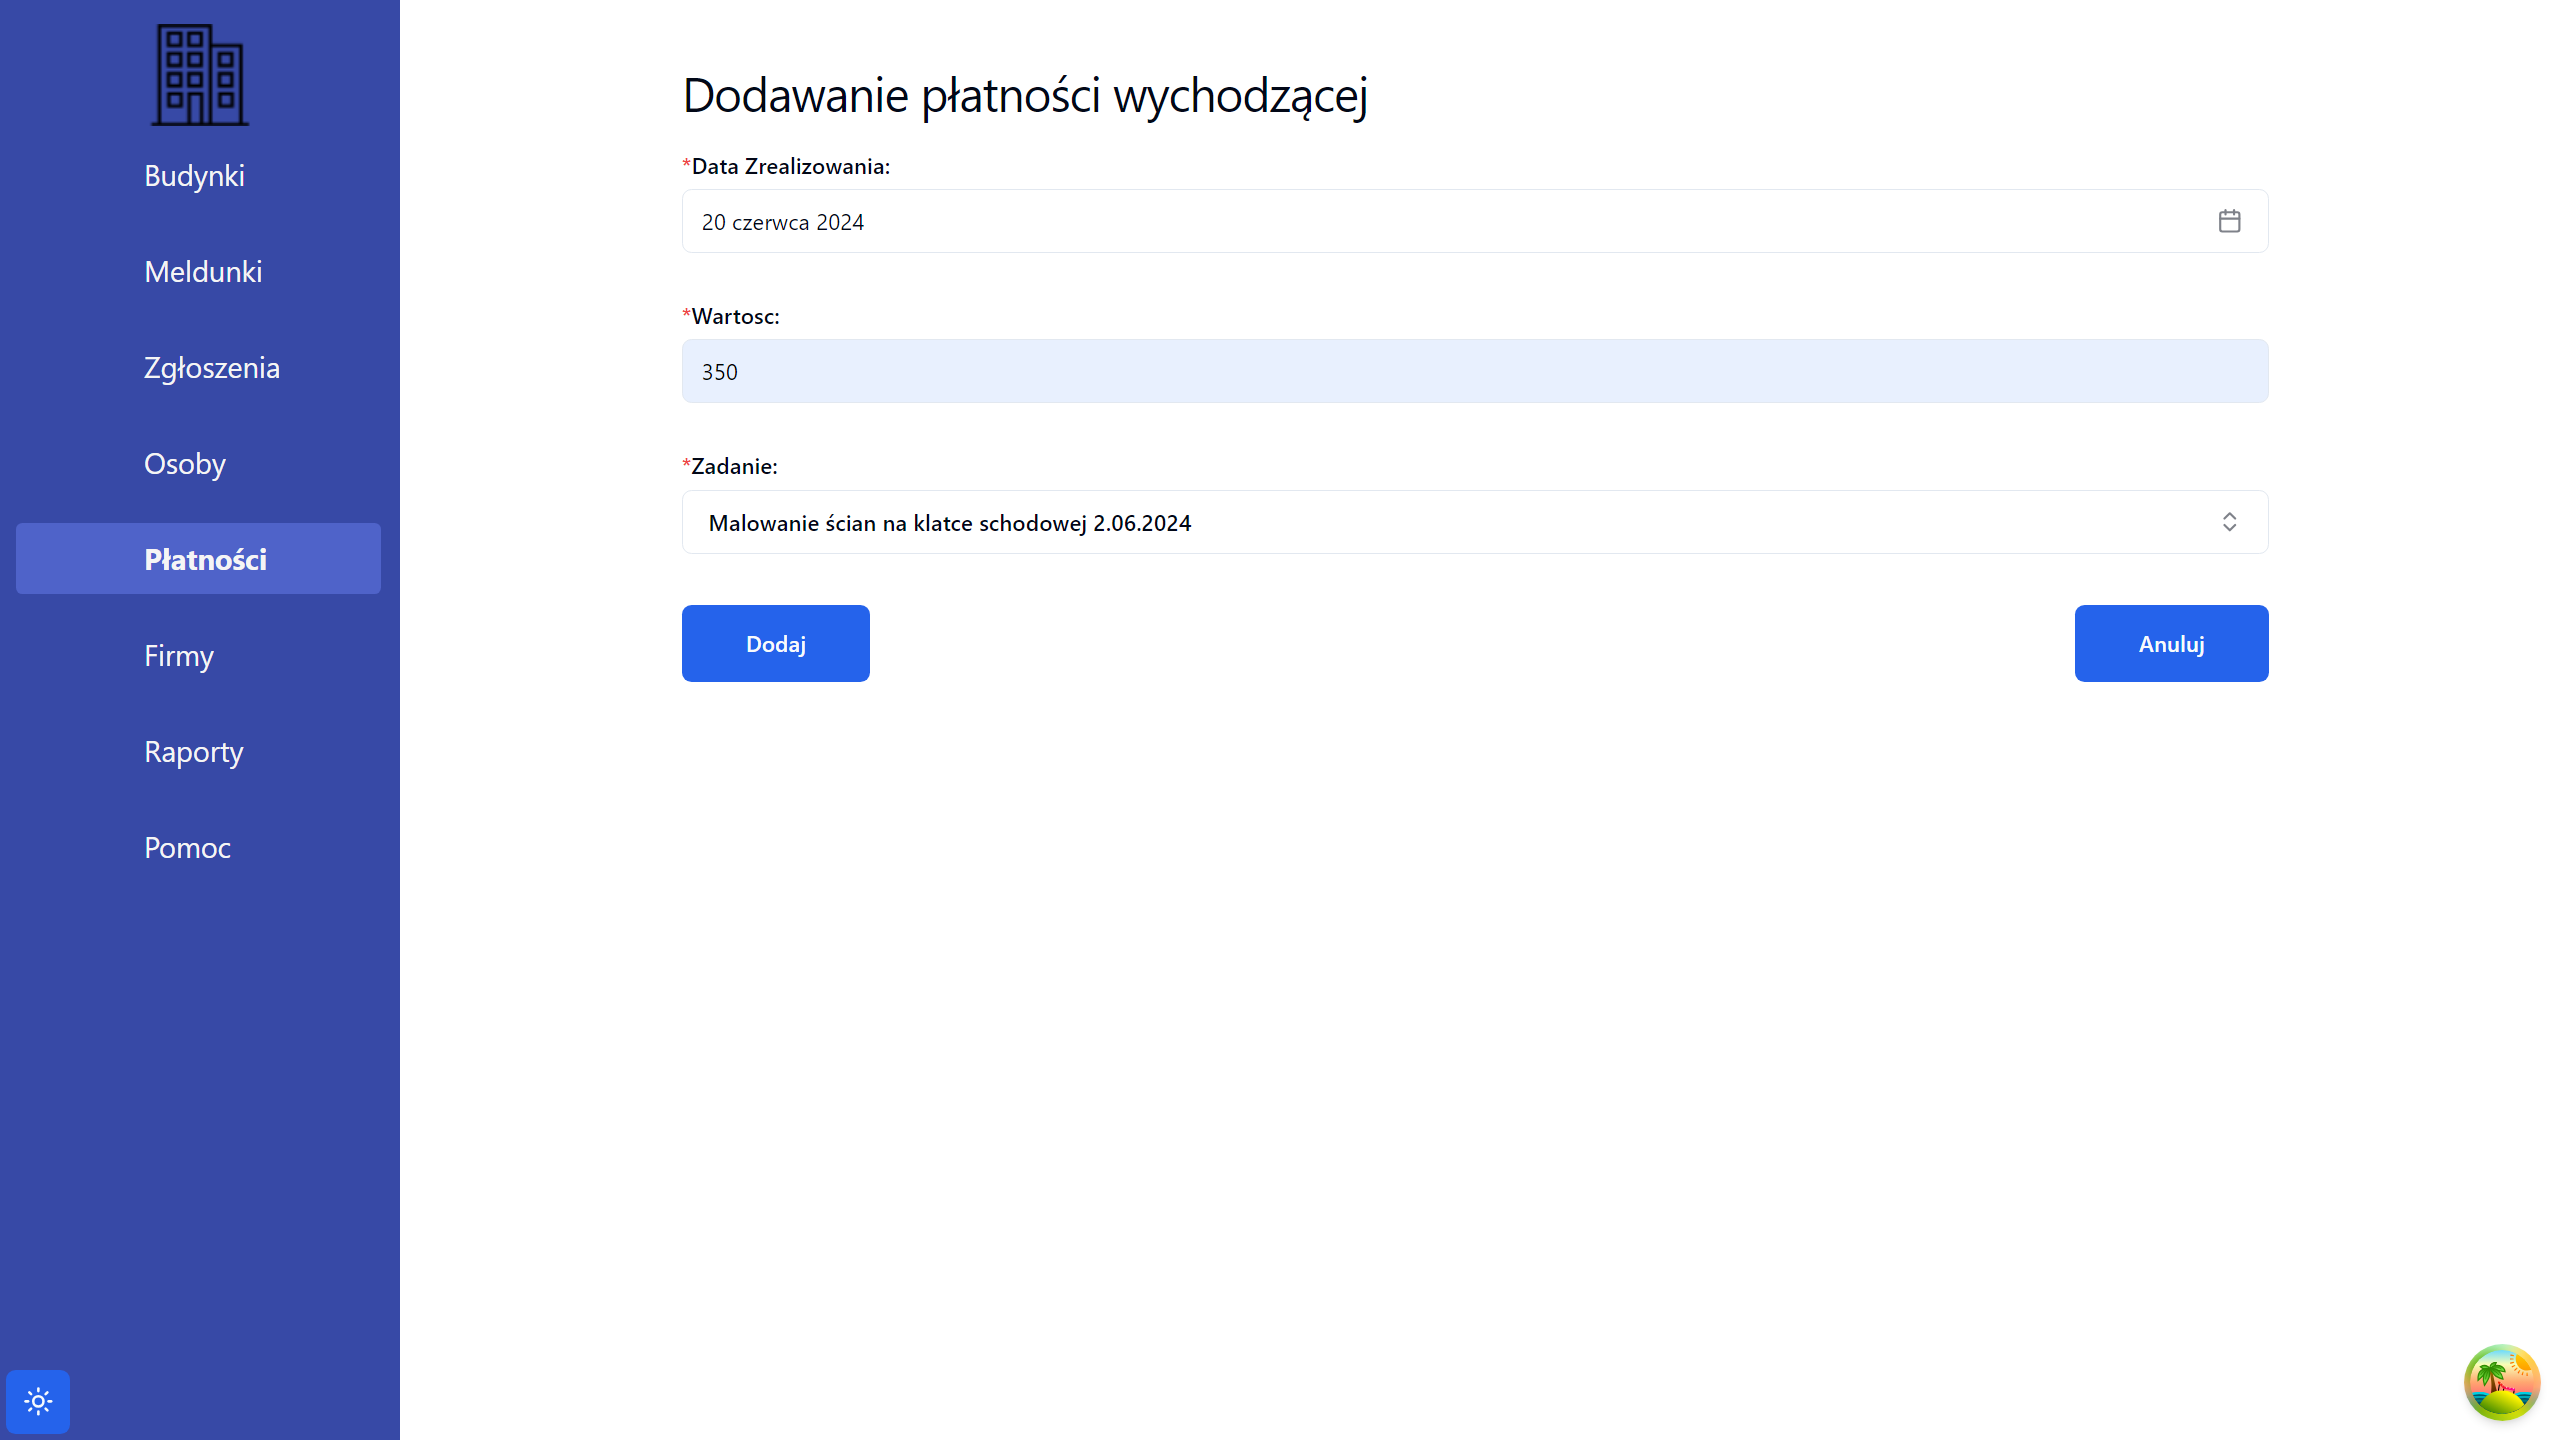 Budynki
Meldunki
Zgłoszenia
Osoby
Płatności
Firmy
Raporty
Pomoc
Dodawanie płatności wychodzącej
*Data Zrealizowania:
20 czerwca 2024
*Wartosc:
350
*Zadanie:
Malowanie ścian na klatce schodowej 2.06.2024
Dodaj
Anuluj